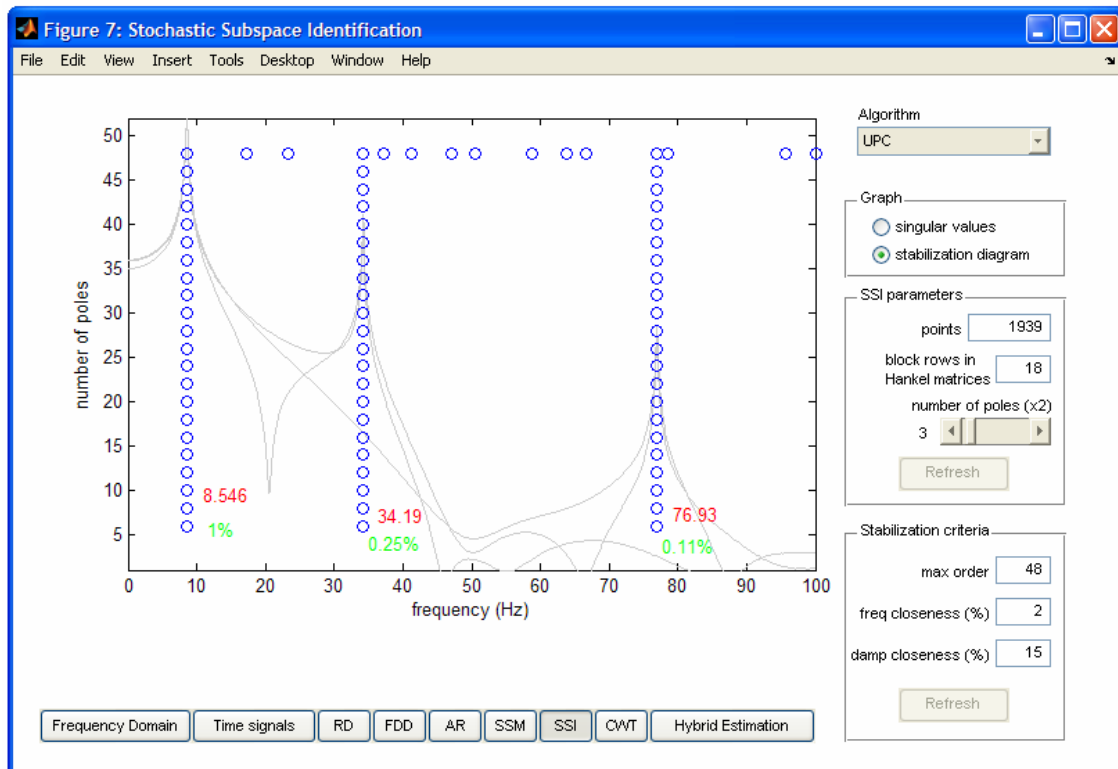 Figure 7: Stochastic Subspace Identification
File Edit View Insert Tools Desktop Window Help
number of poles
50
45
40
35
30
25
20
15
10
5
8.546
1%
34.19
0.25%
76.93
0.11%
0 10 20 30 40 50 60 70 80 90 100
frequency (Hz)
Algorithm
UPC
Graph
singular values
stabilization diagram
SSI parameters
points 1939
block rows in
Hankel matrices 18
number of poles (x2)
3
Refresh
Stabilization criteria
max order 48
freq closeness (%) 2
damp closeness (%) 15
Refresh
Frequency Domain Time signals RD FDD AR SSM SSI CWT Hybrid Estimation